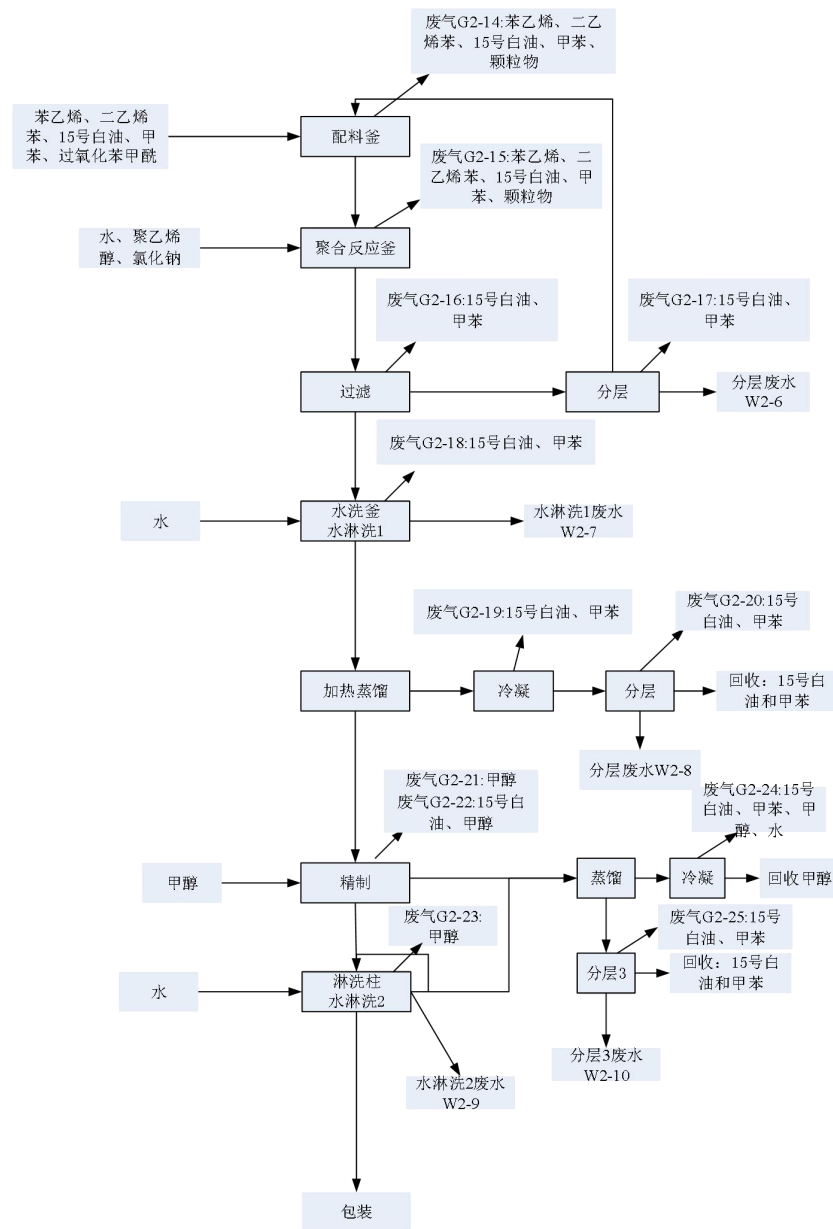 废气G2-14:苯乙烯、二乙
烯苯、15号白油、甲苯、
颗粒物
苯乙烯、二乙烯
苯、15号白油、甲
苯、过氧化苯甲酰
配料釜
废气G2-15:苯乙烯、二
乙烯苯、15号白油、甲
苯、颗粒物
水、聚乙烯
醇、氯化钠
聚合反应釜
废气G2-16:15号白油、
甲苯
废气G2-17:15号白油、
甲苯
过滤
分层
分层废水
W2-6
废气G2-18:15号白油、甲苯
水
水洗釜
水淋洗1
水淋洗1废水
W2-7
废气G2-19:15号白油、甲苯
废气G2-20:15号
白油、甲苯
加热蒸馏
冷凝
分层
回收：15号白
油和甲苯
分层废水W2-8
废气G2-21:甲醇
废气G2-22:15号白
油、甲醇
废气G2-24:15号
白油、甲苯、甲
醇、水
甲醇
精制
蒸馏
冷凝
回收甲醇
废气G2-23:
甲醇
废气G2-25:15号
白油、甲苯
水
淋洗柱
水淋洗2
分层3
回收：15号白
油和甲苯
水淋洗2废水
W2-9
分层3废水
W2-10
包装